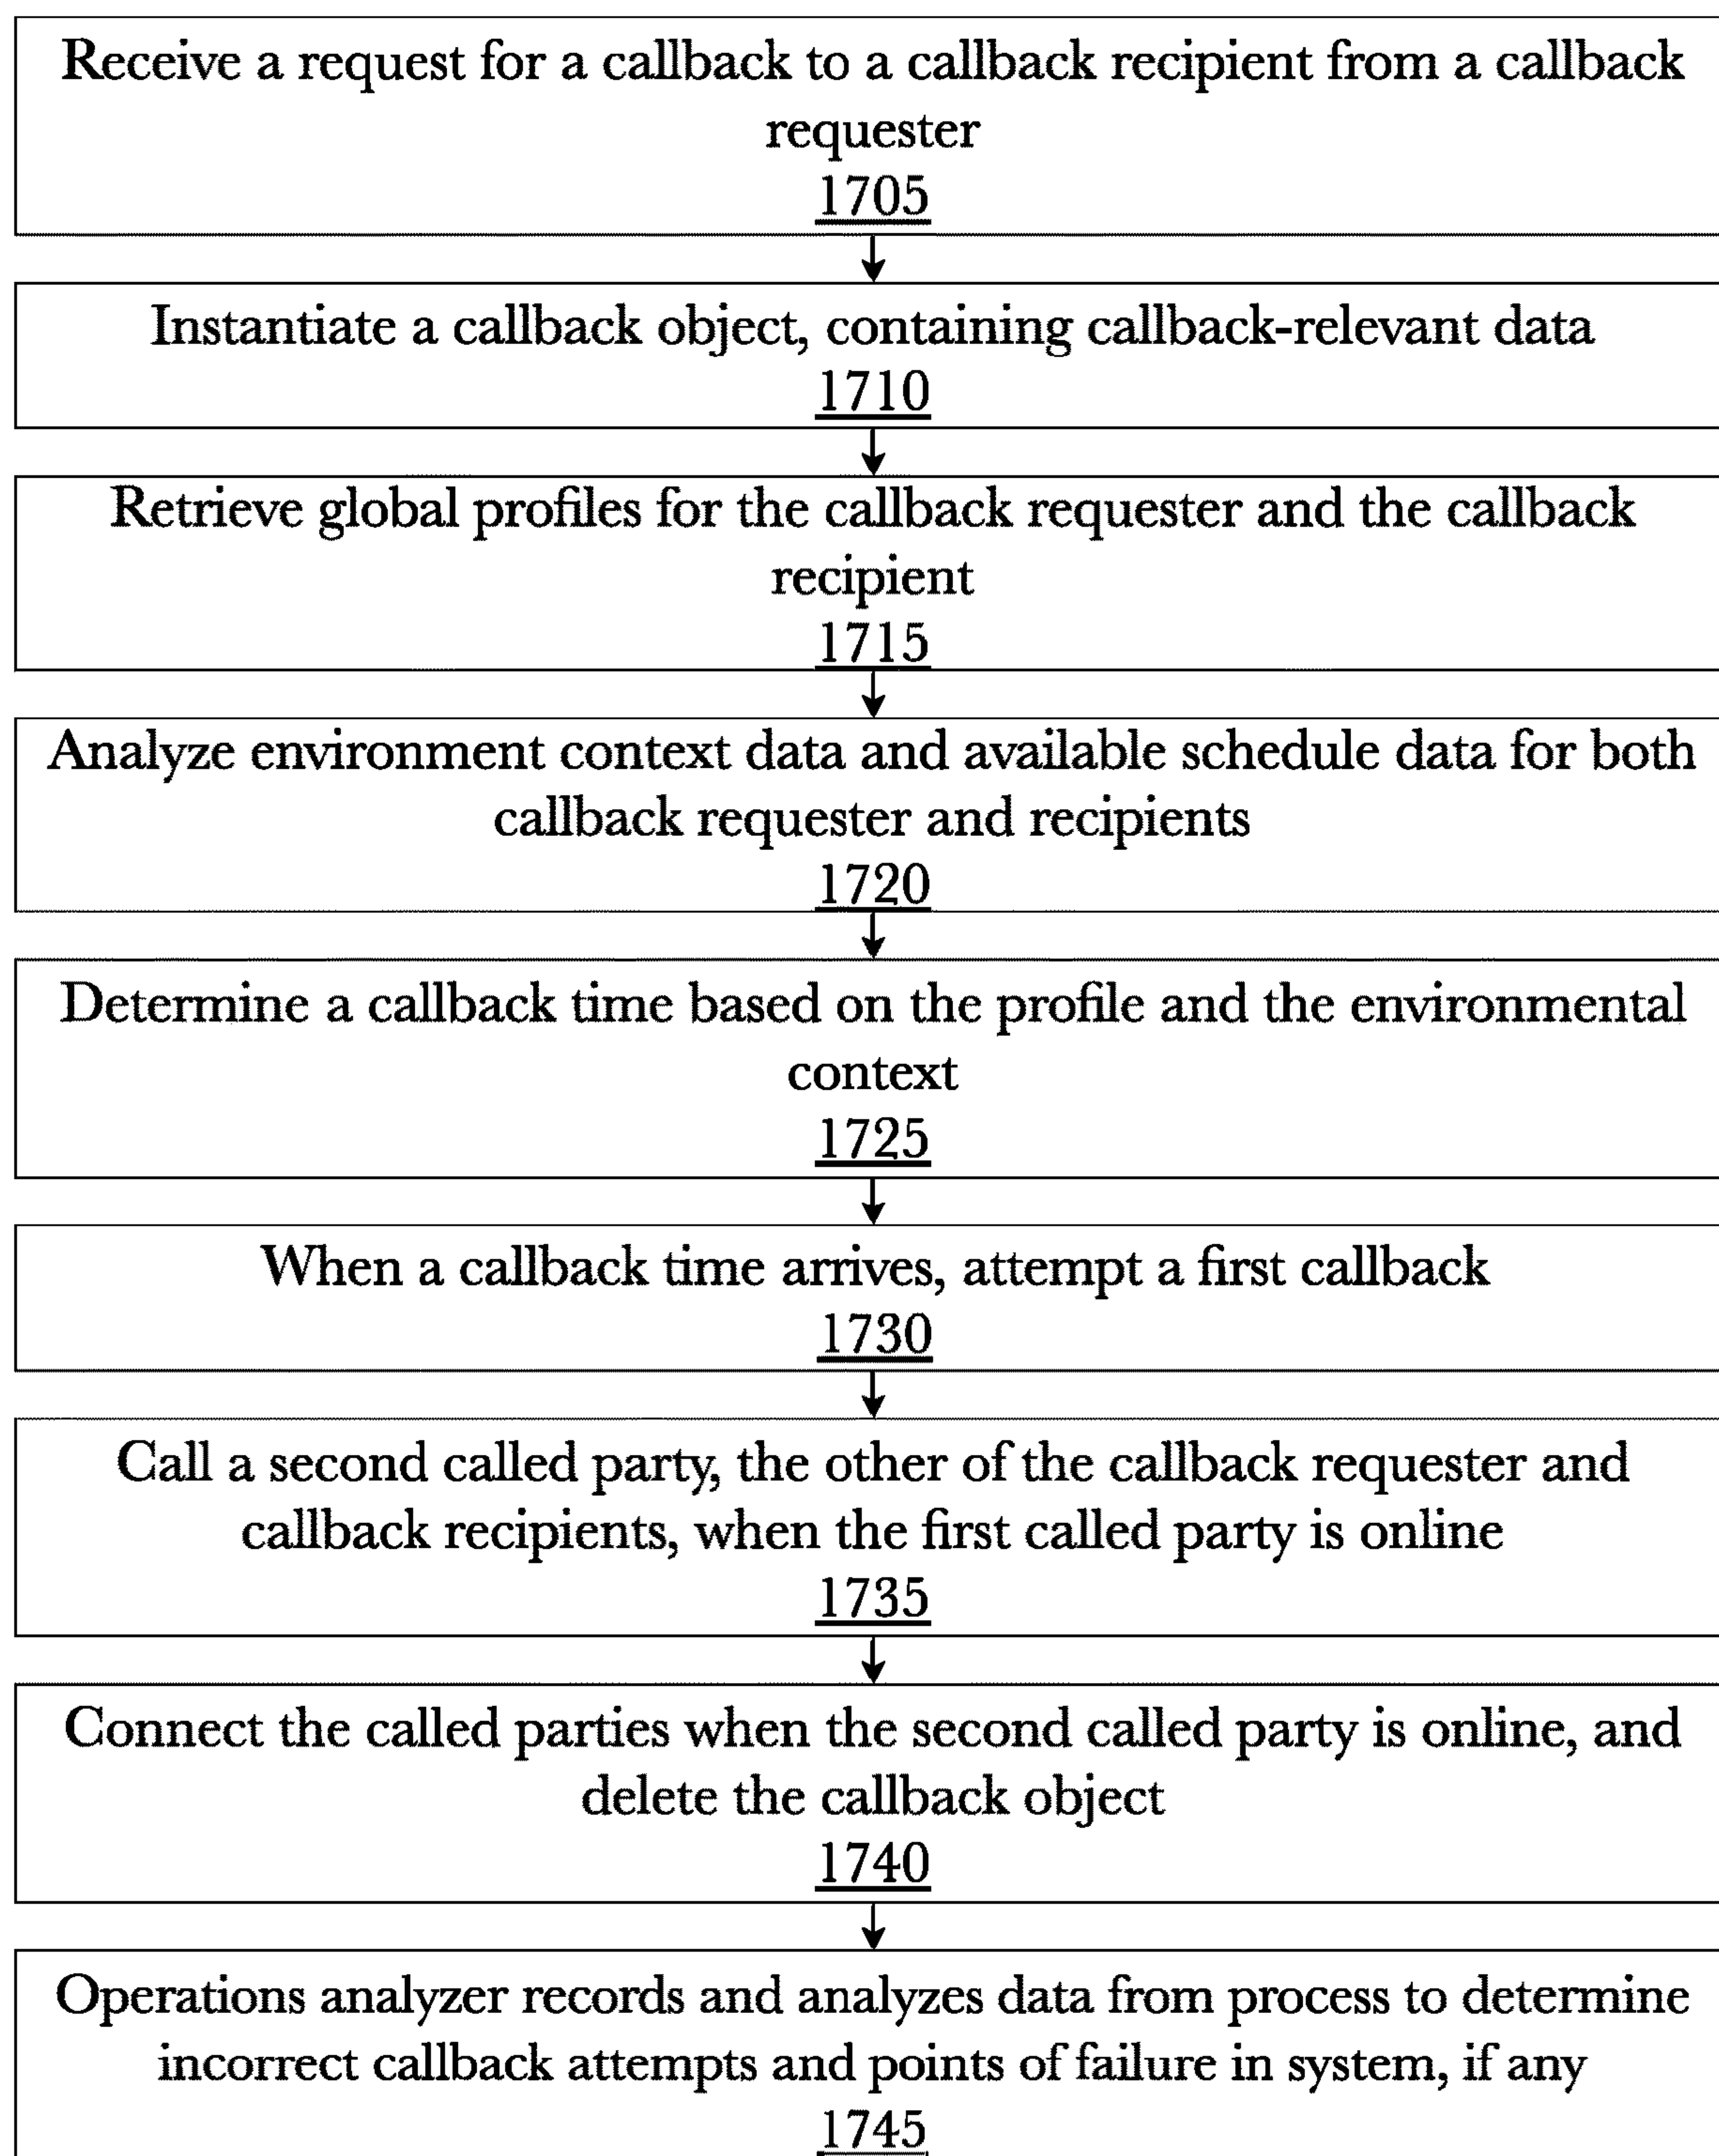 Receive a request for a callback to a callback recipient from a callback
requester
1705
Instantiate a callback object, containing callback-relevant data
1710
Retrieve global profiles for the callback requester and the callback
recipient
1715
Analyze environment context data and available schedule data for both
callback requester and recipients
1720
Determine a callback time based on the profile and the environmental
context
1725
When a callback time arrives, attempt a first callback
1730
Call a second called party, the other of the callback requester and
callback recipients, when the first called party is online
1735
Connect the called parties when the second called party is online, and
delete the callback object
1740
Operations analyzer records and analyzes data from process to determine
incorrect callback attempts and points of failure in system, if any
1745